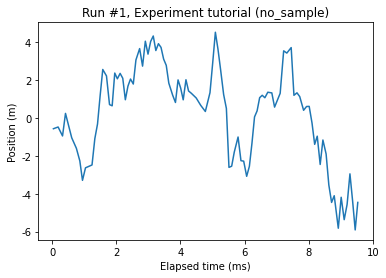 Run #1, Experiment tutorial (no_sample)
Position (m)
4
2
0
-2
-4
-6
0 2 4 6 8 10
Elapsed time (ms)